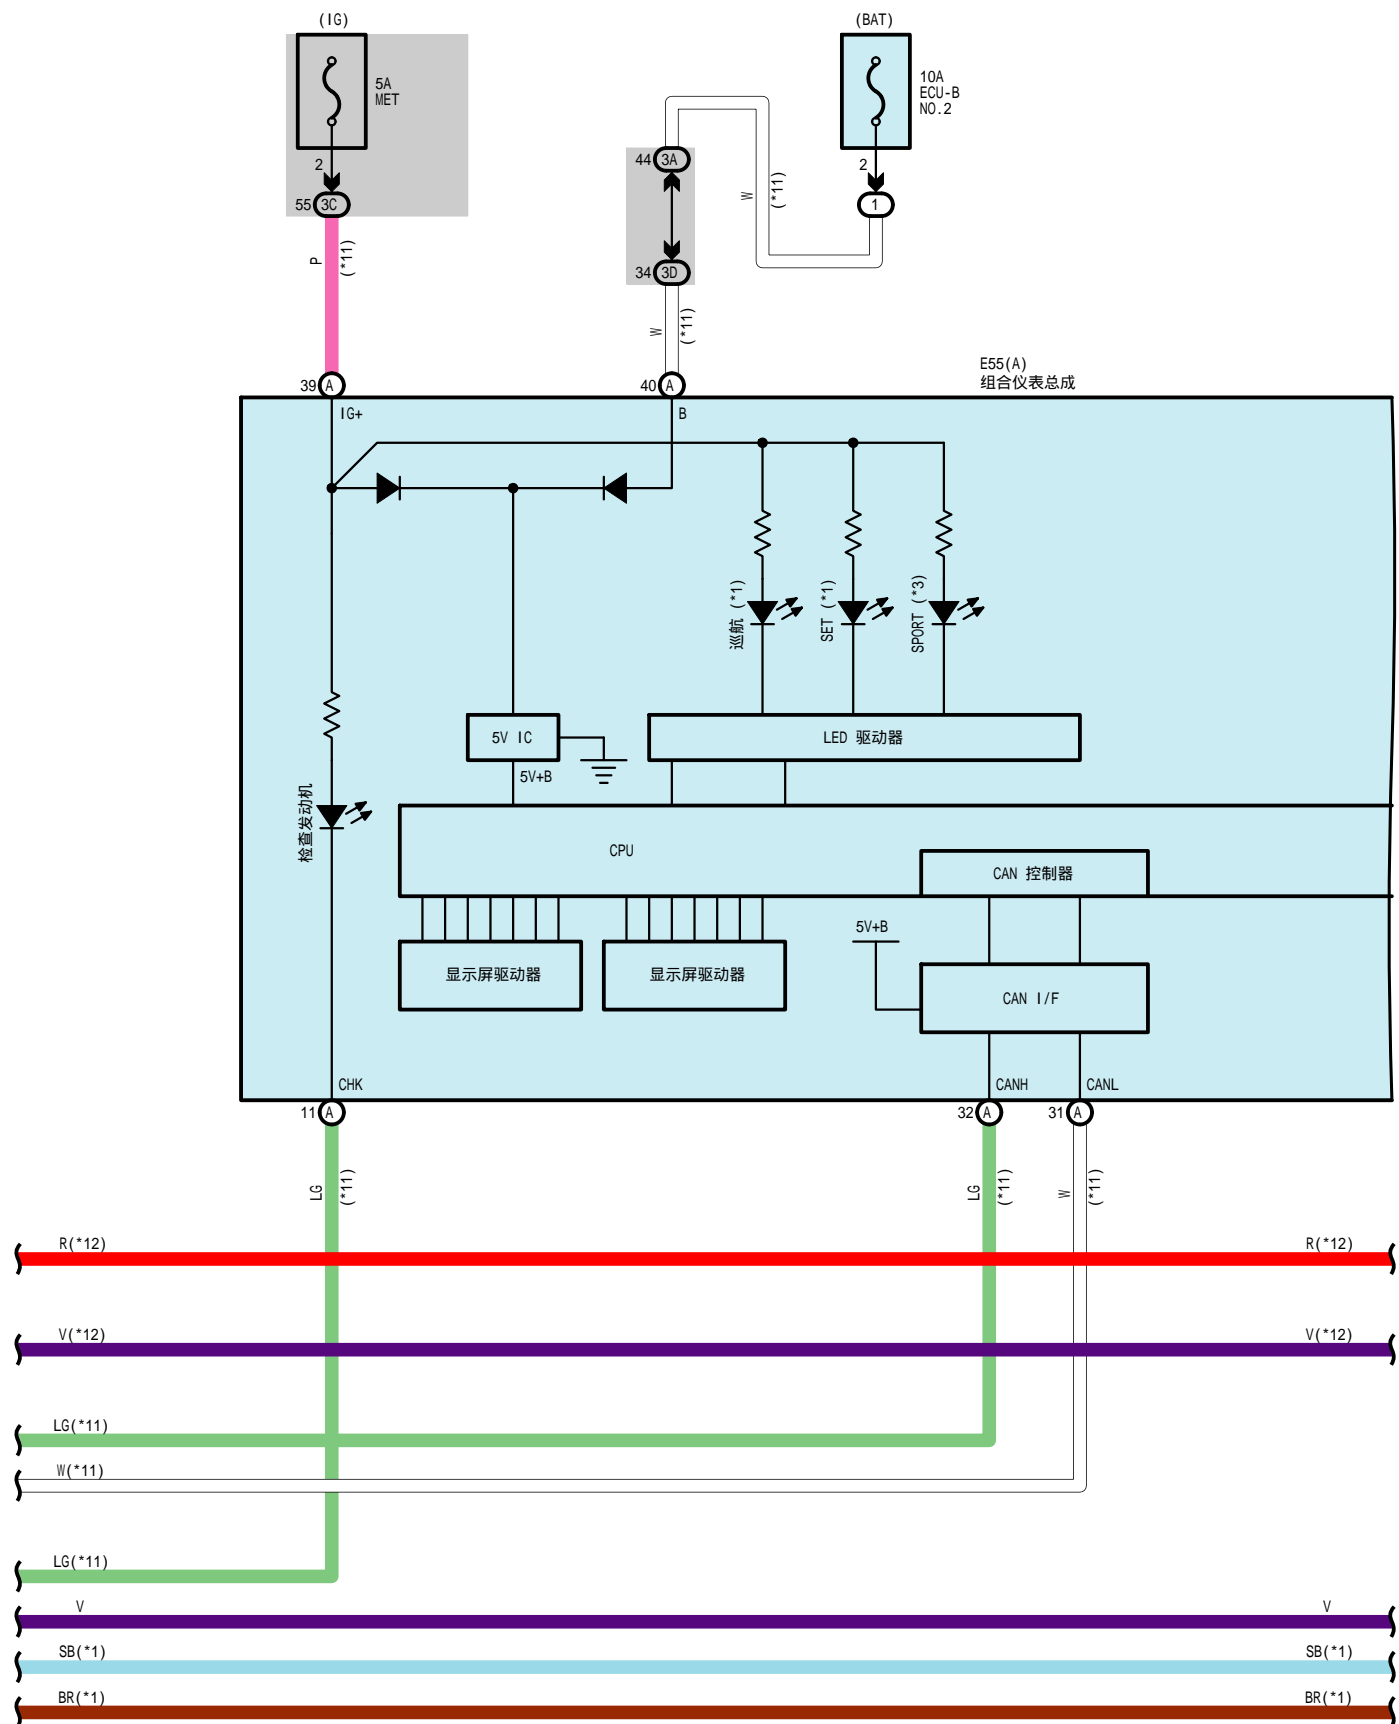 (IG)
(BAT)
5A
MET
10A
ECU-B
NO.2
2
2
44
3A
W
(*11)
55
3C
1
P
(*11)
34
3D
W
(*11)
E55(A)
组合仪表总成
39
A
40
A
IG+
B
巡航 (*1)
SET (*1)
SPORT (*3)
5V IC
LED 驱动器
5V+B
检查发动机
CPU
CAN 控制器
5V+B
显示屏驱动器
显示屏驱动器
CAN I/F
CHK
CANH
CANL
11
A
32
A
31
A
LG
(*11)
LG
(*11)
W
(*11)
R(*12)
R(*12)
V(*12)
V(*12)
LG(*11)
W(*11)
LG(*11)
V
V
SB(*1)
SB(*1)
BR(*1)
BR(*1)